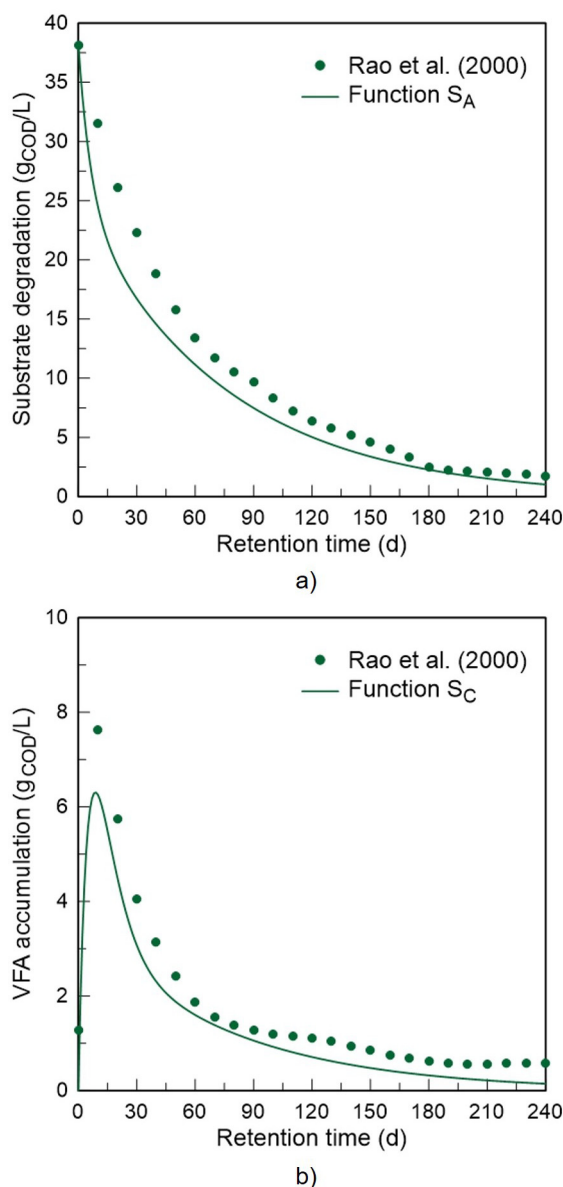 40
35
30
25
20
15
10
5
0
Substrate degradation (gCOD/L)
Rao et al. (2000)
Function SA
0 30 60 90 120 150 180 210 240
Retention time (d)
a)
10
8
6
4
2
0
VFA accumulation (gCOD/L)
Rao et al. (2000)
Function SC
0 30 60 90 120 150 180 210 240
Retention time (d)
b)